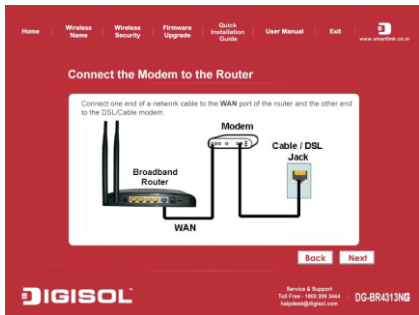 Home
Wireless
Name
Wireless
Security
Firmware
Upgrade
Quick
Installation
Guide
User Manual
Exit
www.smartlink.co.in
Connect the Modem to the Router
Connect one end of a network cable to the WAN port of the router and the other end
to the DSL/Cable modem.
Modem
Cable / DSL
Jack
Broadband
Router
WAN
Back
Next
DIGISOL
Service & Support
Toll Free - 1800 209 3444
helpdesk@digisol.com
DG-BR4313NG